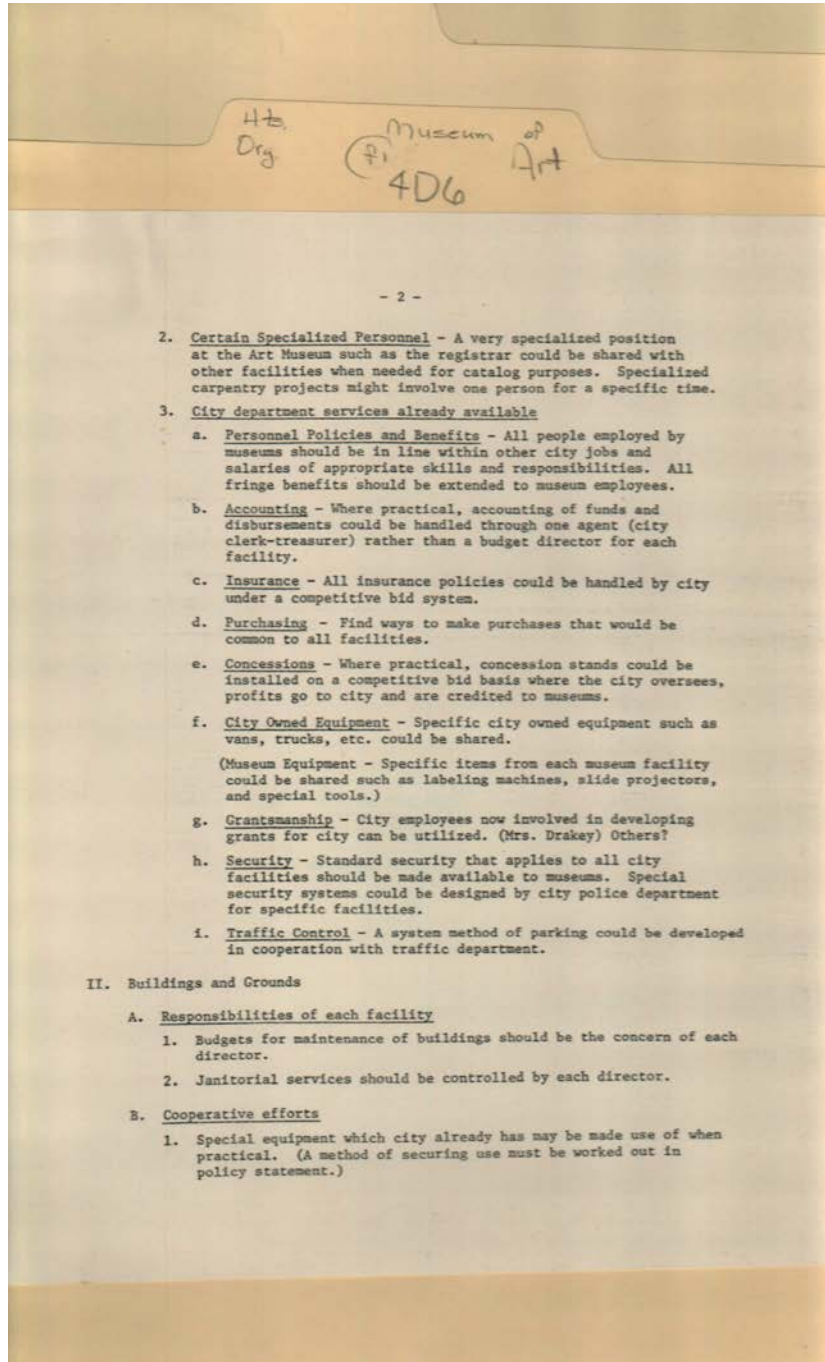 Museum of
Org. Art
4D6
- 2 -
2. Certain Specialized Personnel - A very specialized position
at the Art Museum such as the registrar could be shared with
other facilities when needed for catalog purposes. Specialized
carpentry projects might involve one person for a specific time.
3. City department services already available
a. Personnel Policies and Benefits - All people employed by
museums should be in line within other city jobs and
salaries of appropriate skills and responsibilities. All
fringe benefits should be extended to museum employees.
b. Accounting - Where practical, accounting of funds and
disbursements could be handled through one agent (city
clerk-treasurer) rather than a budget director for each
facility.
c. Insurance - All insurance policies could be handled by city
under a competitive bid system.
d. Purchasing - Find ways to make purchases that would be
common to all facilities.
e. Concessions - Where practical, concession stands could be
installed on a competitive bid basis where the city oversees,
profits go to city and are credited to museums.
f. City Owned Equipment - Specific city owned equipment such as
vans, trucks, etc. could be shared.
(Museum Equipment - Specific items from each museum facility
could be shared such as labeling machines, slide projectors,
and special tools.)
g. Grantsmanship - City employees now involved in developing
grants for city can be utilized. (Mrs. Drakey) Others?
h. Security - Standard security that applies to all city
facilities should be made available to museums. Special
security systems could be designed by city police department
for specific facilities.
i. Traffic Control - A system method of parking could be developed
in cooperation with traffic department.
II. Buildings and Grounds
A. Responsibilities of each facility
1. Budgets for maintenance of buildings should be the concern of each
director.
2. Janitorial services should be controlled by each director.
B. Cooperative efforts
1. Special equipment which city already has may be made use of when
practical. (A method of securing use must be worked out in
policy statement.)